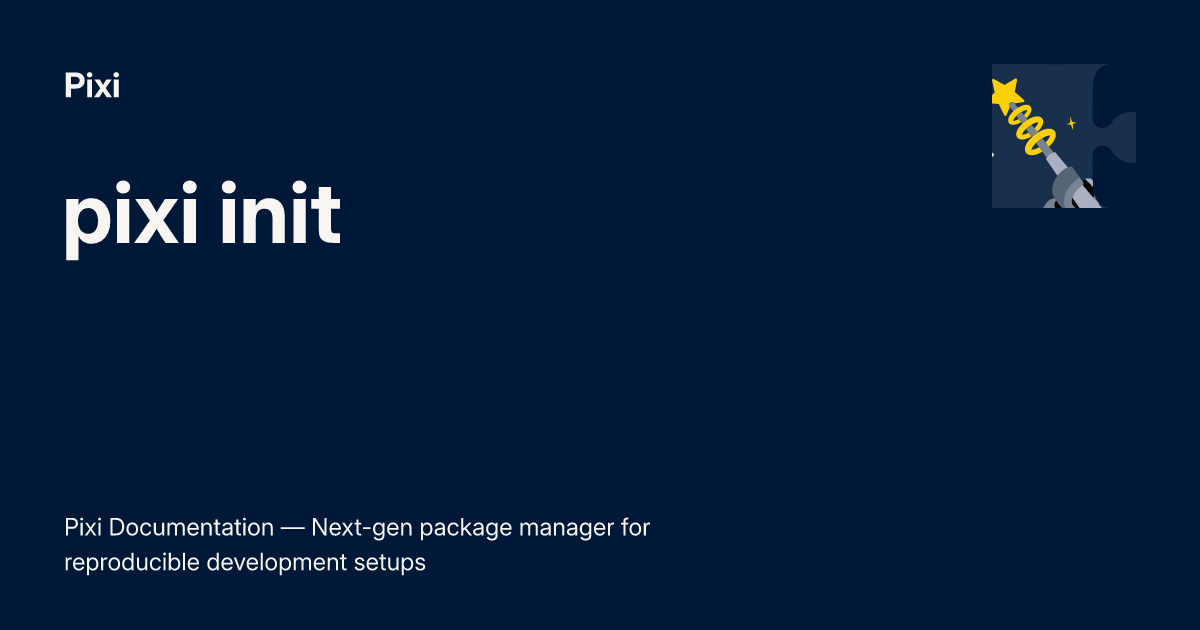 Pixi
pixi init
Pixi Documentation — Next-gen package manager for
reproducible development setups